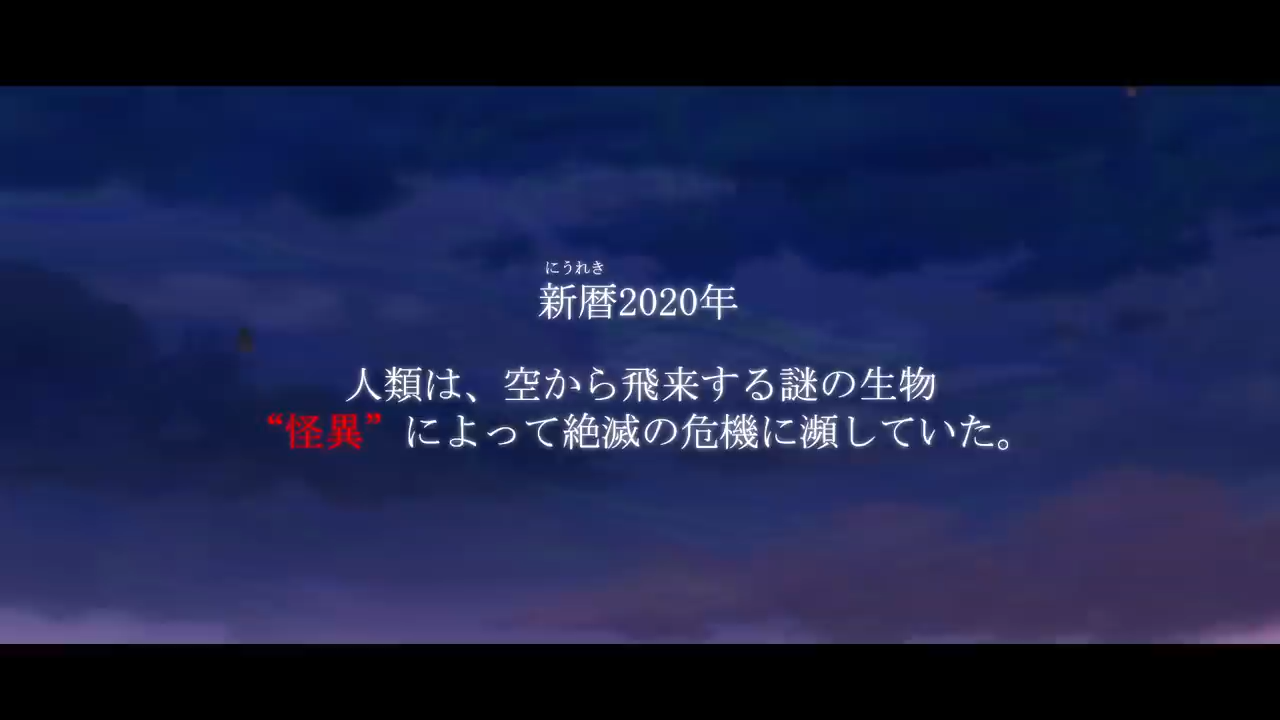 にうれき
新暦2020年
人類は、空から飛来する謎の生物
“怪異”によって絶滅の危機に瀕していた。